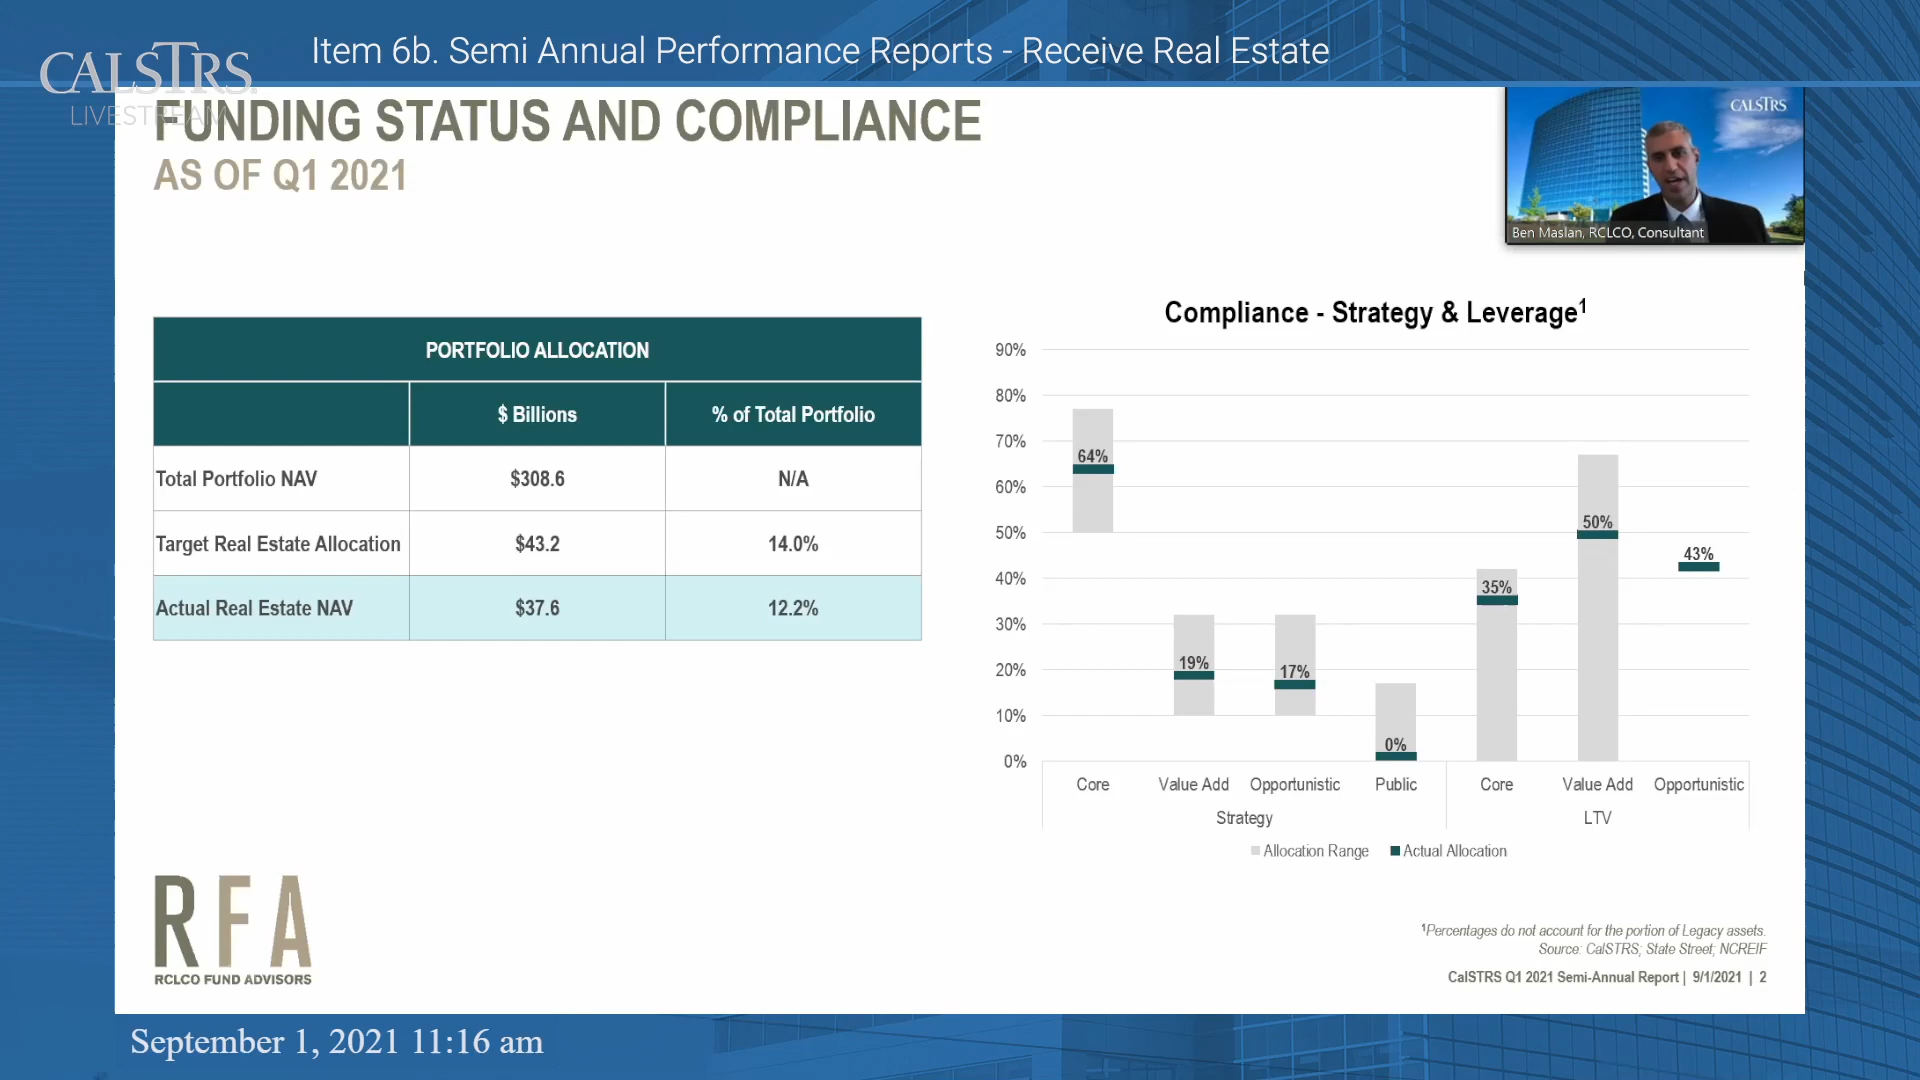 Item 6b. Semi Annual Performance Reports - Receive Real Estate
CALSTRS
LIVESTREAM
FUNDING STATUS AND COMPLIANCE
AS OF Q1 2021
CALSTRS
Ben Maslan, RCLCO, Consultant
PORTFOLIO ALLOCATION
$ Billions % of Total Portfolio
Total Portfolio NAV $308.6 N/A
Target Real Estate Allocation $43.2 14.0%
Actual Real Estate NAV $37.6 12.2%
Compliance - Strategy & Leverage¹
90%
80%
70%
60%
50%
40%
30%
20%
10%
0%
64%
19%
17%
0%
35%
50%
43%
Core Value Add Opportunistic Public Core Value Add Opportunistic
Strategy LTV
Allocation Range Actual Allocation
RFA
RCLCO FUND ADVISORS
¹Percentages do not account for the portion of Legacy assets.
Source: CalSTRS; State Street; NCREIF
CalSTRS Q1 2021 Semi-Annual Report | 9/1/2021 | 2
September 1, 2021 11:16 am